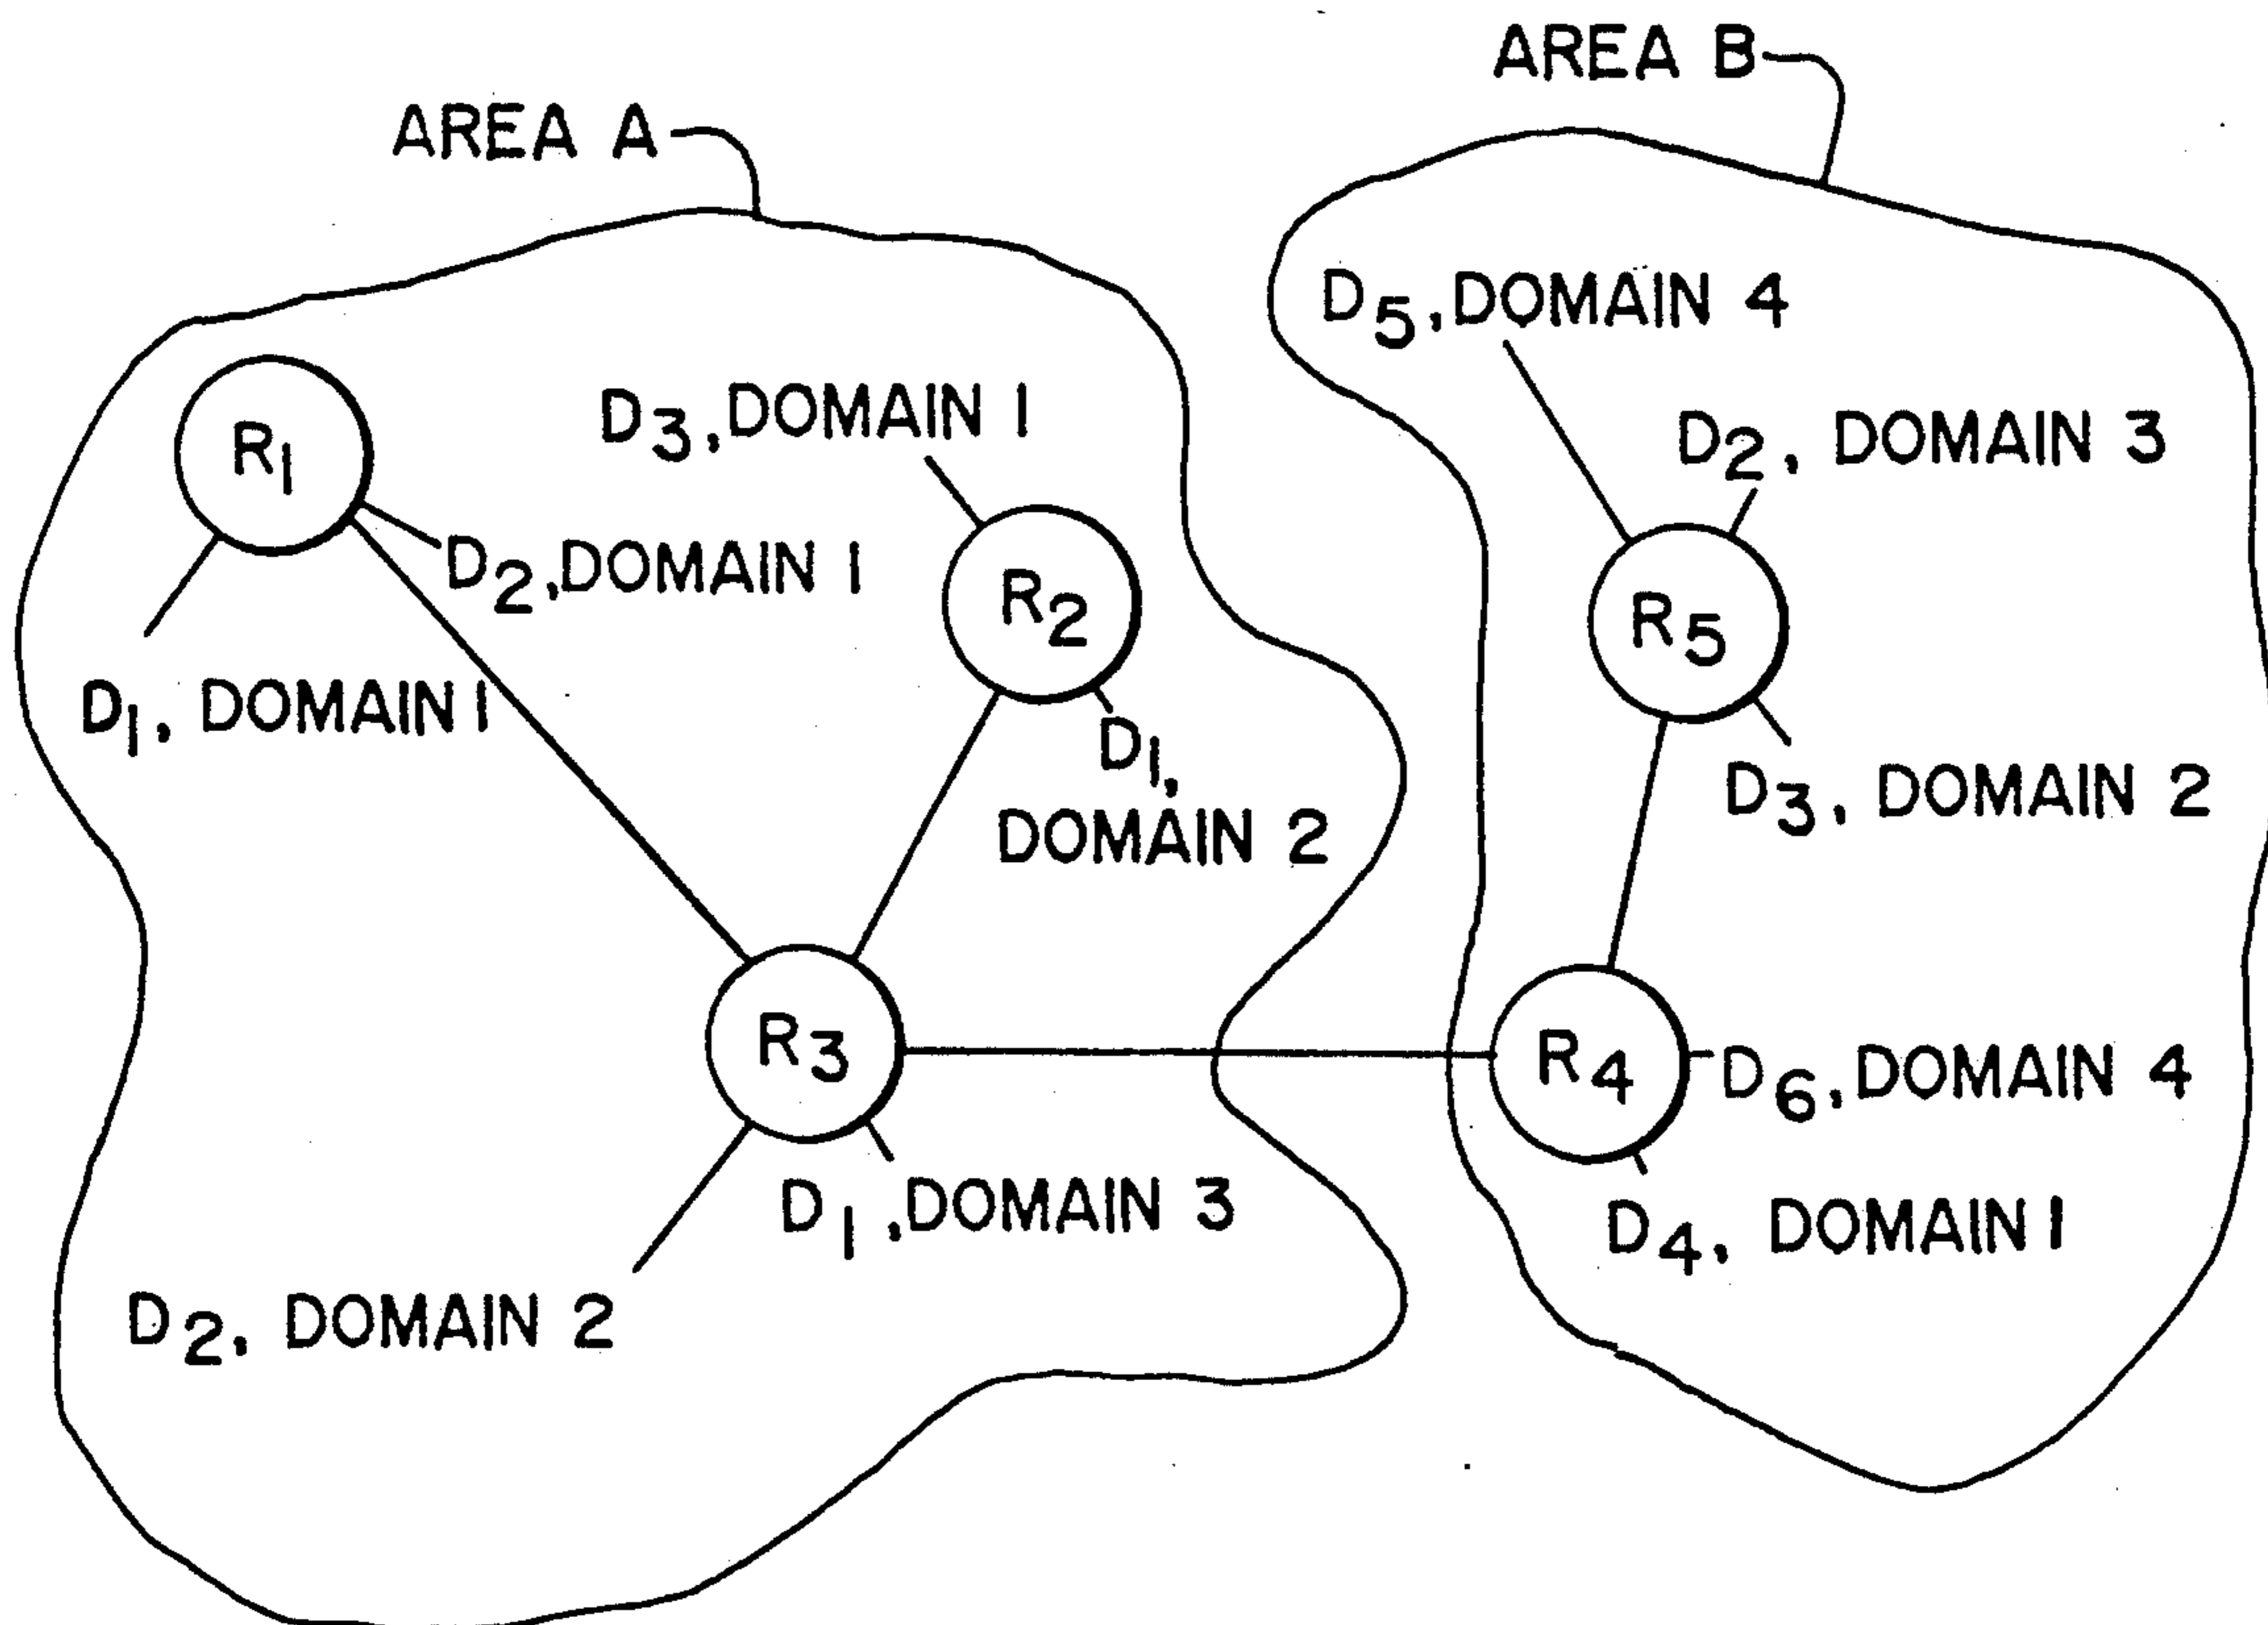 AREA B
AREA A
D5, DOMAIN 4
D3, DOMAIN 1
D2, DOMAIN 3
R1
D2, DOMAIN 1
R2
R5
D1, DOMAIN 1
D1,
DOMAIN 2
D3, DOMAIN 2
R3
R4
D6, DOMAIN 4
D1, DOMAIN 3
D4, DOMAIN 1
D2, DOMAIN 2